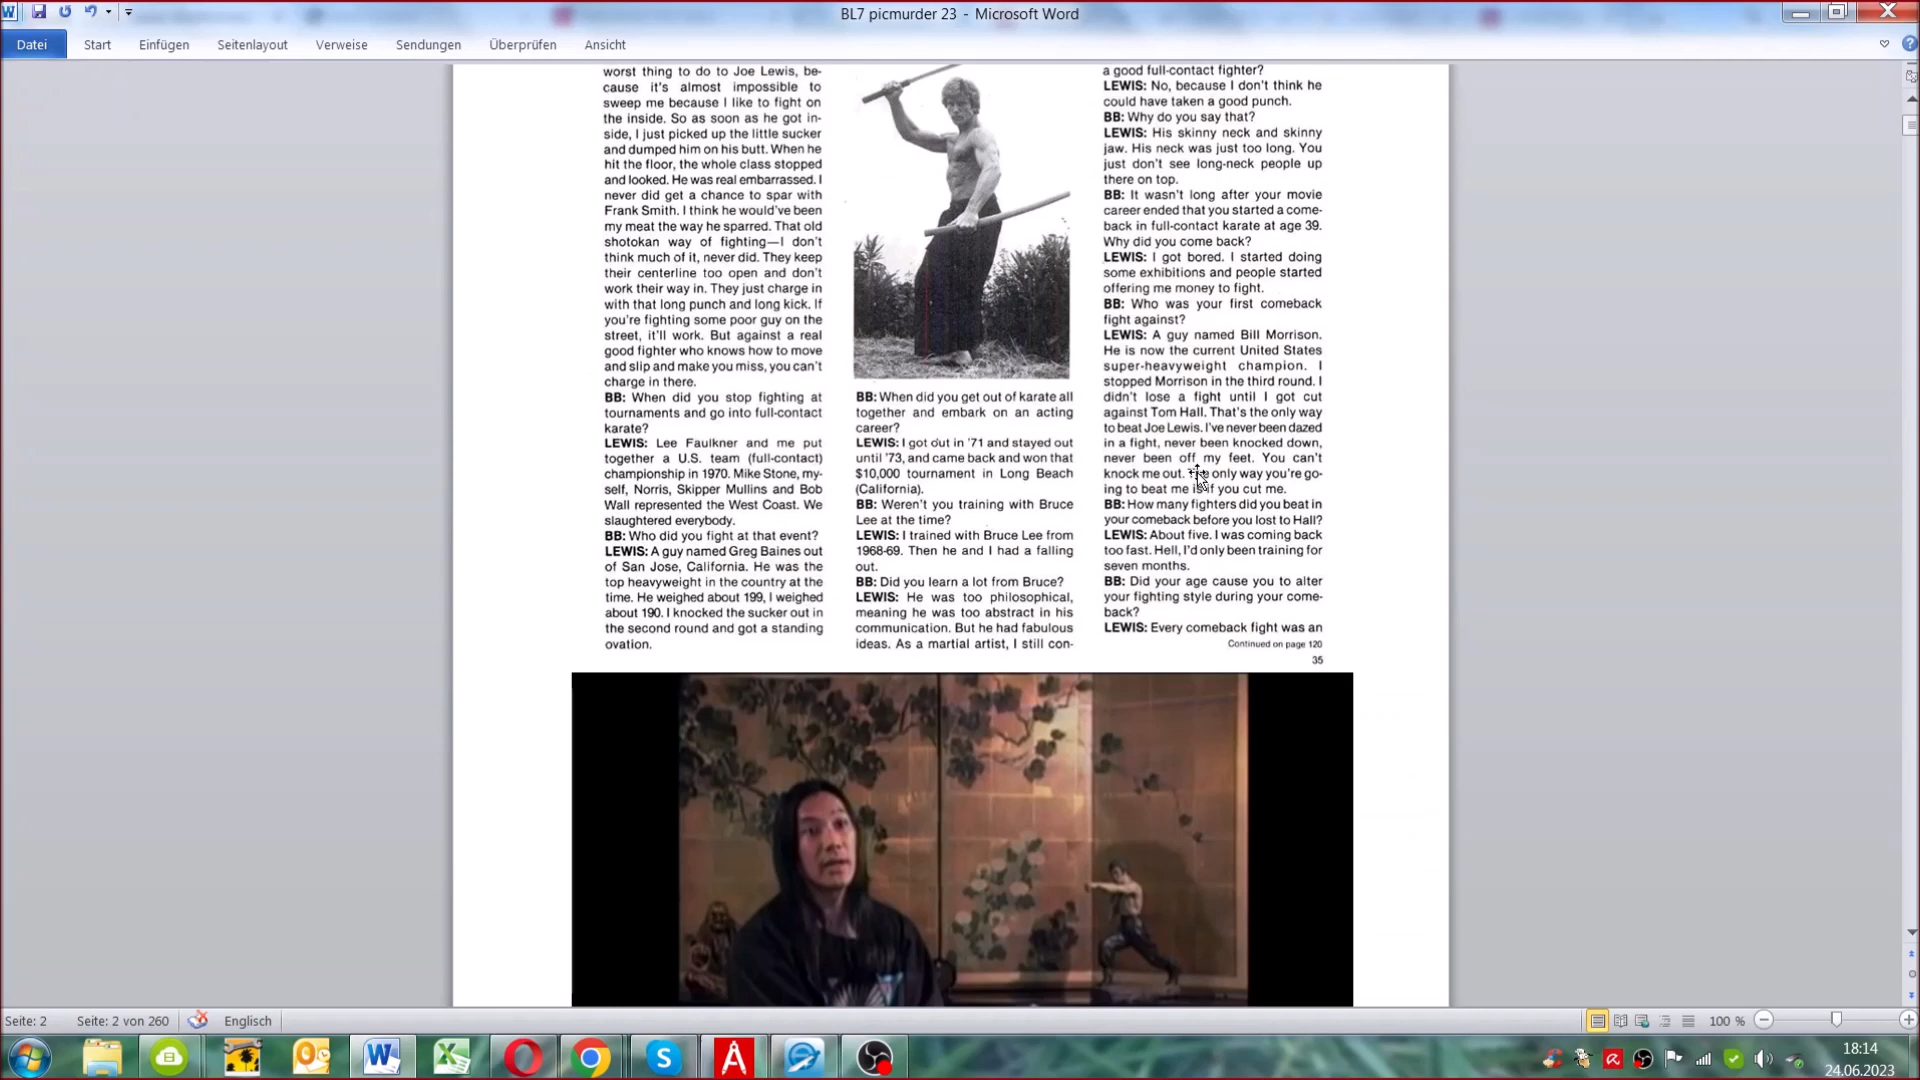 BL7 picmurder 23 - Microsoft Word
Datei
Start
Einfügen
Seitenlayout
Verweise
Sendungen
Überprüfen
Ansicht
worst thing to do to Joe Lewis, be-
cause it's almost impossible to
sweep me because I like to fight on
the inside. So as soon as he got in-
side, I just picked up the little sucker
and dumped him on his butt. When he
hit the floor, the whole class stopped
and looked. He was real embarrassed. I
never did get a chance to spar with
Frank Smith. I think he would've been
my meat the way he sparred. That old
shotokan way of fighting—I don't
think much of it, never did. They keep
their centerline too open and don't
work their way in. They just charge in
with that long punch and long kick. If
you're fighting some poor guy on the
street, it'll work. But against a real
good fighter who knows how to move
and slip and make you miss, you can't
charge in there.
BB: When did you stop fighting at
tournaments and go into full-contact
karate?
LEWIS: Lee Faulkner and me put
together a U.S. team (full-contact)
championship in 1970. Mike Stone, my-
self, Norris, Skipper Mullins and Bob
Wall represented the West Coast. We
slaughtered everybody.
BB: Who did you fight at that event?
LEWIS: A guy named Greg Baines out
of San Jose, California. He was the
top heavyweight in the country at the
time. He weighed about 199, I weighed
about 190. I knocked the sucker out in
the second round and got a standing
ovation.
BB: When did you get out of karate all
together and embark on an acting
career?
LEWIS: I got out in '71 and stayed out
until '73, and came back and won that
$10,000 tournament in Long Beach
(California).
BB: Weren't you training with Bruce
Lee at the time?
LEWIS: I trained with Bruce Lee from
1968-69. Then he and I had a falling
out.
BB: Did you learn a lot from Bruce?
LEWIS: He was too philosophical,
meaning he was too abstract in his
communication. But he had fabulous
ideas. As a martial artist, I still con-
a good full-contact fighter?
LEWIS: No, because I don't think he
could have taken a good punch.
BB: Why do you say that?
LEWIS: His skinny neck and skinny
jaw. His neck was just too long. You
just don't see long-neck people up
there on top.
BB: It wasn't long after your movie
career ended that you started a come-
back in full-contact karate at age 39.
Why did you come back?
LEWIS: I got bored. I started doing
some exhibitions and people started
offering me money to fight.
BB: Who was your first comeback
fight against?
LEWIS: A guy named Bill Morrison.
He is now the current United States
super-heavyweight champion. I
stopped Morrison in the third round. I
didn't lose a fight until I got cut
against Tom Hall. That's the only way
to beat Joe Lewis. I've never been dazed
in a fight, never been knocked down,
never been off my feet. You can't
knock me out. The only way you're go-
ing to beat me is if you cut me.
BB: How many fighters did you beat in
your comeback before you lost to Hall?
LEWIS: About five. I was coming back
too fast. Hell, I'd only been training for
seven months.
BB: Did your age cause you to alter
your fighting style during your come-
back?
LEWIS: Every comeback fight was an
Continued on page 120
35
Seite: 2
Seite: 2 von 260
Englisch
100 %
18:14
24.06.2023